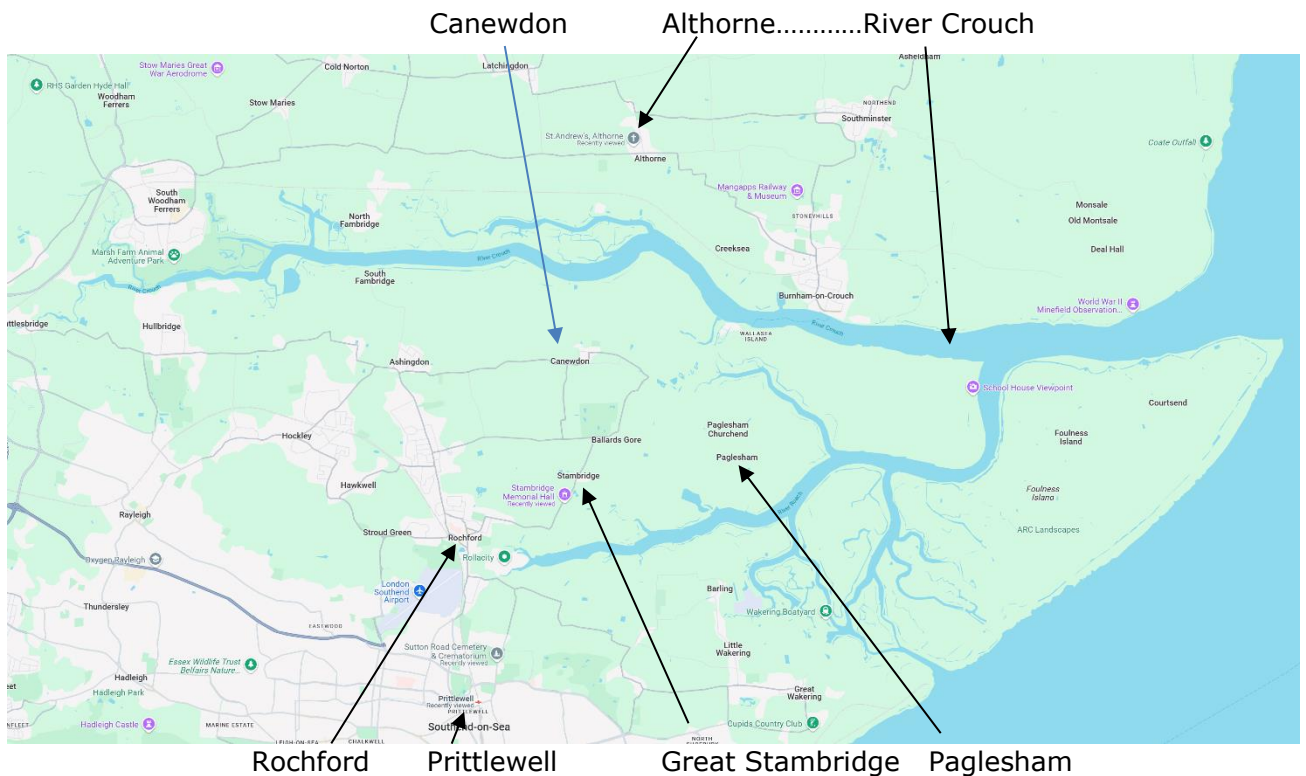 Canewdon
Althorne............River Crouch
Stow Maries Great
War Aerodrome
Cold Norton
Latchingdon
Asheldham
RHS Garden Hyde Hall
Woodham
Ferrers
Stow Maries
NORTHEND
Southminster
St Andrew's, Althorne
Recently viewed
Althorne
Coate Outfall
South
Woodham
Ferrers
Mangapps Railway
& Museum
STONEYHILLS
Monsale
Old Montsale
Deal Hall
North
Fambridge
Marsh Farm Animal
Adventure Park
River Crouch
Creeksea
South
Fambridge
River Crouch
Burnham-on-Crouch
World War II
Minefield Observation...
Hullbridge
River Crouch
WALLASEA
ISLAND
Ashingdon
Canewdon
School House Viewpoint
Courtsend
Hockley
Ballards Gore
Paglesham
Churchend
Foulness
Island
Paglesham
Hawkwell
Stambridge
Stambridge
Memorial Hall
Recently viewed
Foulness
Island
Rayleigh
Stroud Green
Rochford
River Roach
ARC Landscapes
Oxygen Rayleigh
Rollacity
London
Southend
Airport
Barling
Wakering Boatyard
Thundersley
EASTWOOD
Essex Wildlife Trust
Belfairs Nature...
Sutton Road Cemetery
& Crematorium
Recently viewed
Little
Wakering
Hadleigh
Hadleigh Park
Prittlewell
Recently viewed
PRITTLEWELL
Great
Wakering
Hadleigh Castle
MARINE ESTATE
Southend-on-Sea
Cupids Country Club
LEIGH-ON-SEA
CHALKWELL
NORTH
Rochford
Prittlewell
Great Stambridge
Paglesham